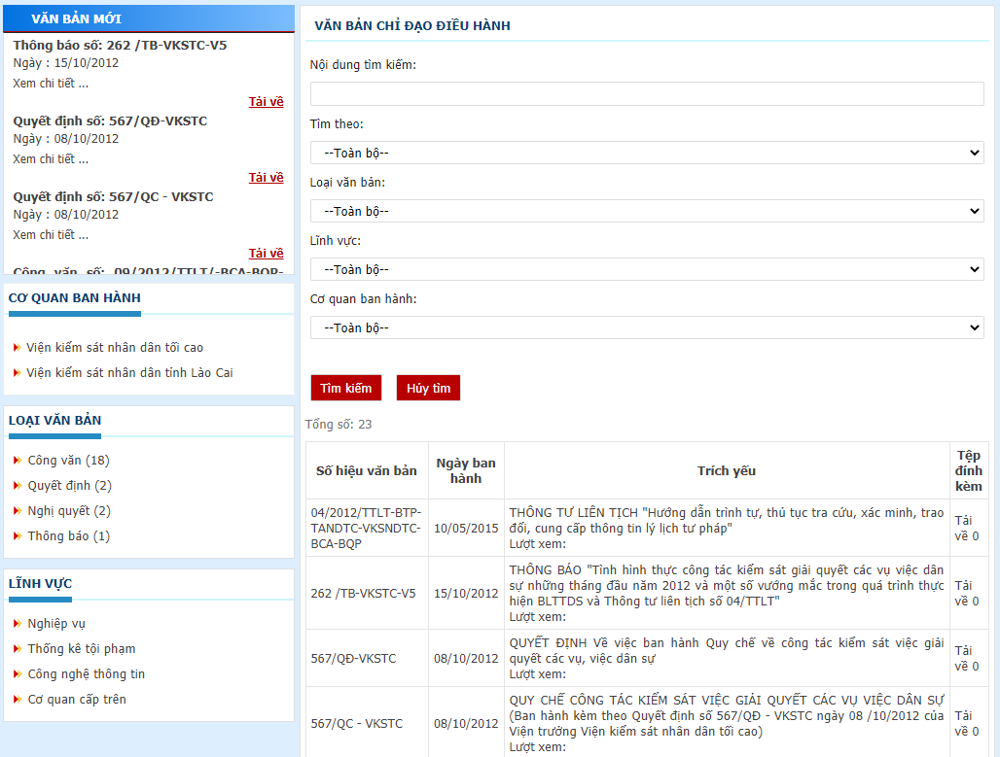 VĂN BẢN MỚI
Thông báo số: 262 /TB-VKSTC-V5
Ngày : 15/10/2012
Xem chi tiết ...
Tải về
Quyết định số: 567/QĐ-VKSTC
Ngày : 08/10/2012
Xem chi tiết ...
Tải về
Quyết định số: 567/QC - VKSTC
Ngày : 08/10/2012
Xem chi tiết ...
Tải về
Công văn số: 09/2012/TTLT/-BCA-BQP-
CƠ QUAN BAN HÀNH
Viện kiểm sát nhân dân tối cao
Viện kiểm sát nhân dân tỉnh Lào Cai
LOẠI VĂN BẢN
Công văn (18)
Quyết định (2)
Nghị quyết (2)
Thông báo (1)
LĨNH VỰC
Nghiệp vụ
Thống kê tội phạm
Công nghệ thông tin
Cơ quan cấp trên
VĂN BẢN CHỈ ĐẠO ĐIỀU HÀNH
Nội dung tìm kiếm:
Tìm theo:
--Toàn bộ--
Loại văn bản:
--Toàn bộ--
Lĩnh vực:
--Toàn bộ--
Cơ quan ban hành:
--Toàn bộ--
Tìm kiếm Hủy tìm
Tổng số: 23
Số hiệu văn bản
Ngày ban
hành
Trích yếu
Tệp
đính
kèm
04/2012/TTLT-BTP-
TANDTC-VKSNDTC-
BCA-BQP
10/05/2015
THÔNG TƯ LIÊN TỊCH "Hướng dẫn trình tự, thủ tục tra cứu, xác minh, trao
đổi, cung cấp thông tin lý lịch tư pháp"
Lượt xem:
Tải
về 0
262 /TB-VKSTC-V5
15/10/2012
THÔNG BÁO "Tình hình thực công tác kiểm sát giải quyết các vụ việc dân
sự những tháng đầu năm 2012 và một số vướng mắc trong quá trình thực
hiện BLTTDS và Thông tư liên tịch số 04/TTLT"
Lượt xem:
Tải
về 0
567/QĐ-VKSTC
08/10/2012
QUYẾT ĐỊNH Về việc ban hành Quy chế về công tác kiểm sát việc giải
quyết các vụ, việc dân sự
Lượt xem:
Tải
về 0
567/QC - VKSTC
08/10/2012
QUY CHẾ CÔNG TÁC KIỂM SÁT VIỆC GIẢI QUYẾT CÁC VỤ VIỆC DÂN SỰ
(Ban hành kèm theo Quyết định số 567/QĐ - VKSTC ngày 08 /10/2012 của
Viện trưởng Viện kiểm sát nhân dân tối cao)
Lượt xem:
Tải
về 0